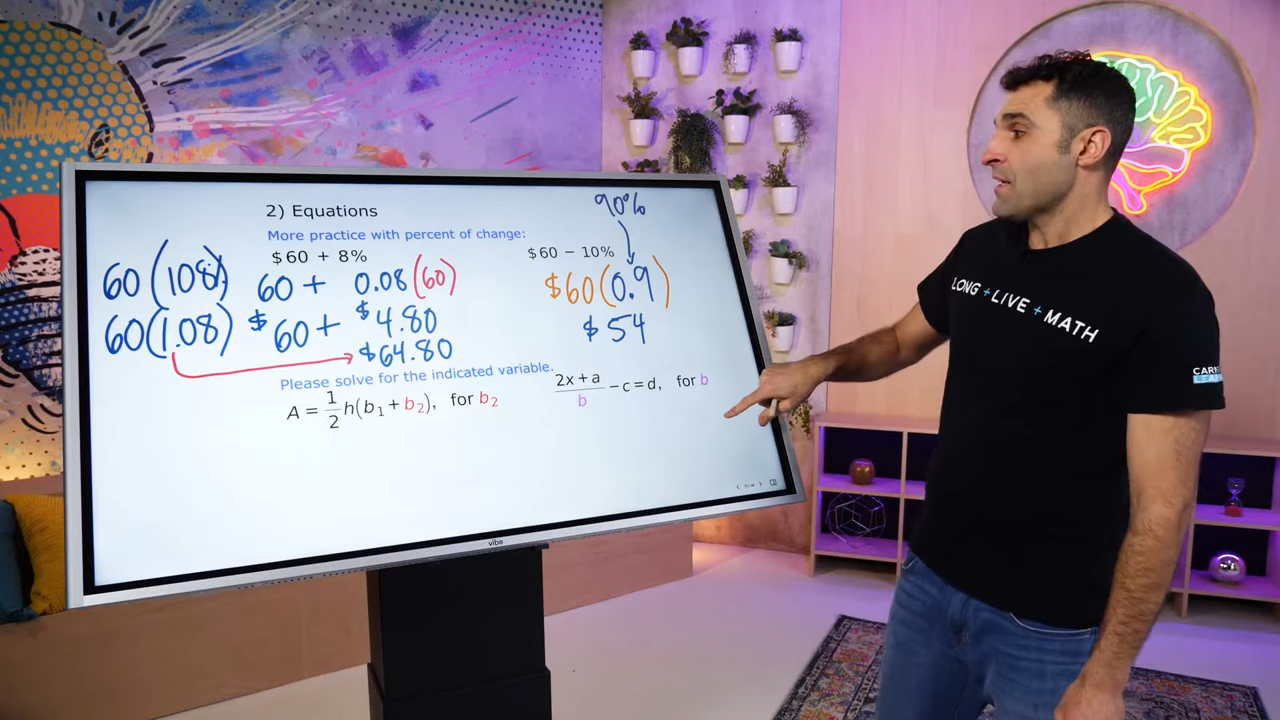 2) Equations
90%
More practice with percent of change:
$60 + 8%
$60 − 10%
60(108%)
60 + 0.08(60)
$60(0.9)
60(1.08)
$60 + $4.80
$54
$64.80
Please solve for the indicated variable.
A = 1/2 h(b₁ + b₂), for b₂
(2x + a)/b − c = d, for b
vibe
LONG + LIVE + MATH